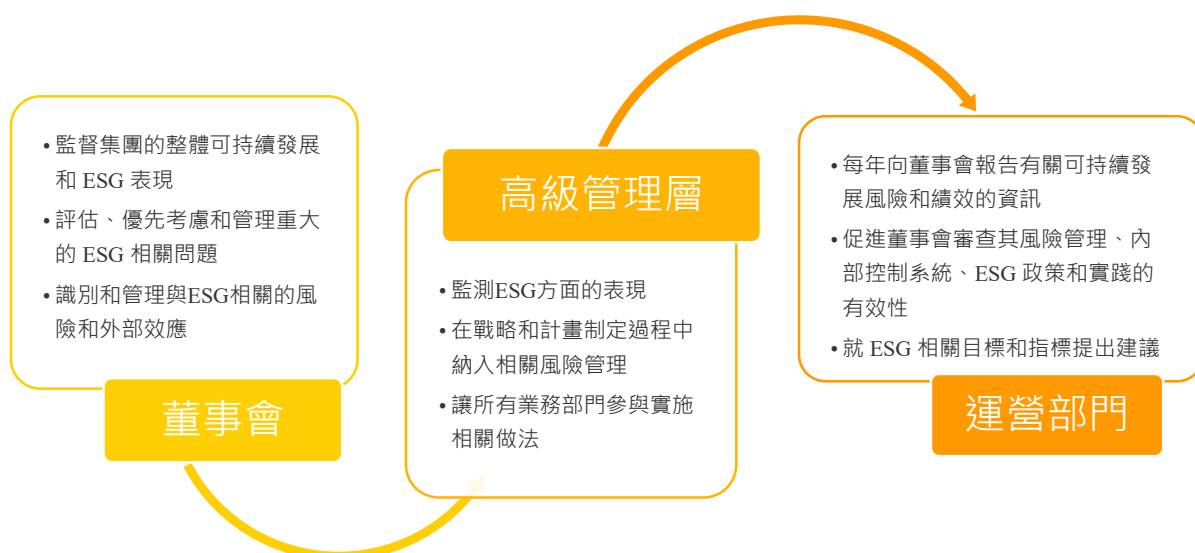 • 監督集團的整體可持續發展
和 ESG 表現
• 評估、優先考慮和管理重大
的 ESG 相關問題
• 識別和管理與ESG相關的風
險和外部效應
董事會
高級管理層
• 監測ESG方面的表現
• 在戰略和計畫制定過程中
納入相關風險管理
• 讓所有業務部門參與實施
相關做法
• 每年向董事會報告有關可持續發
展風險和績效的資訊
• 促進董事會審查其風險管理、內
部控制系統、ESG 政策和實踐的
有效性
• 就 ESG 相關目標和指標提出建議
運營部門